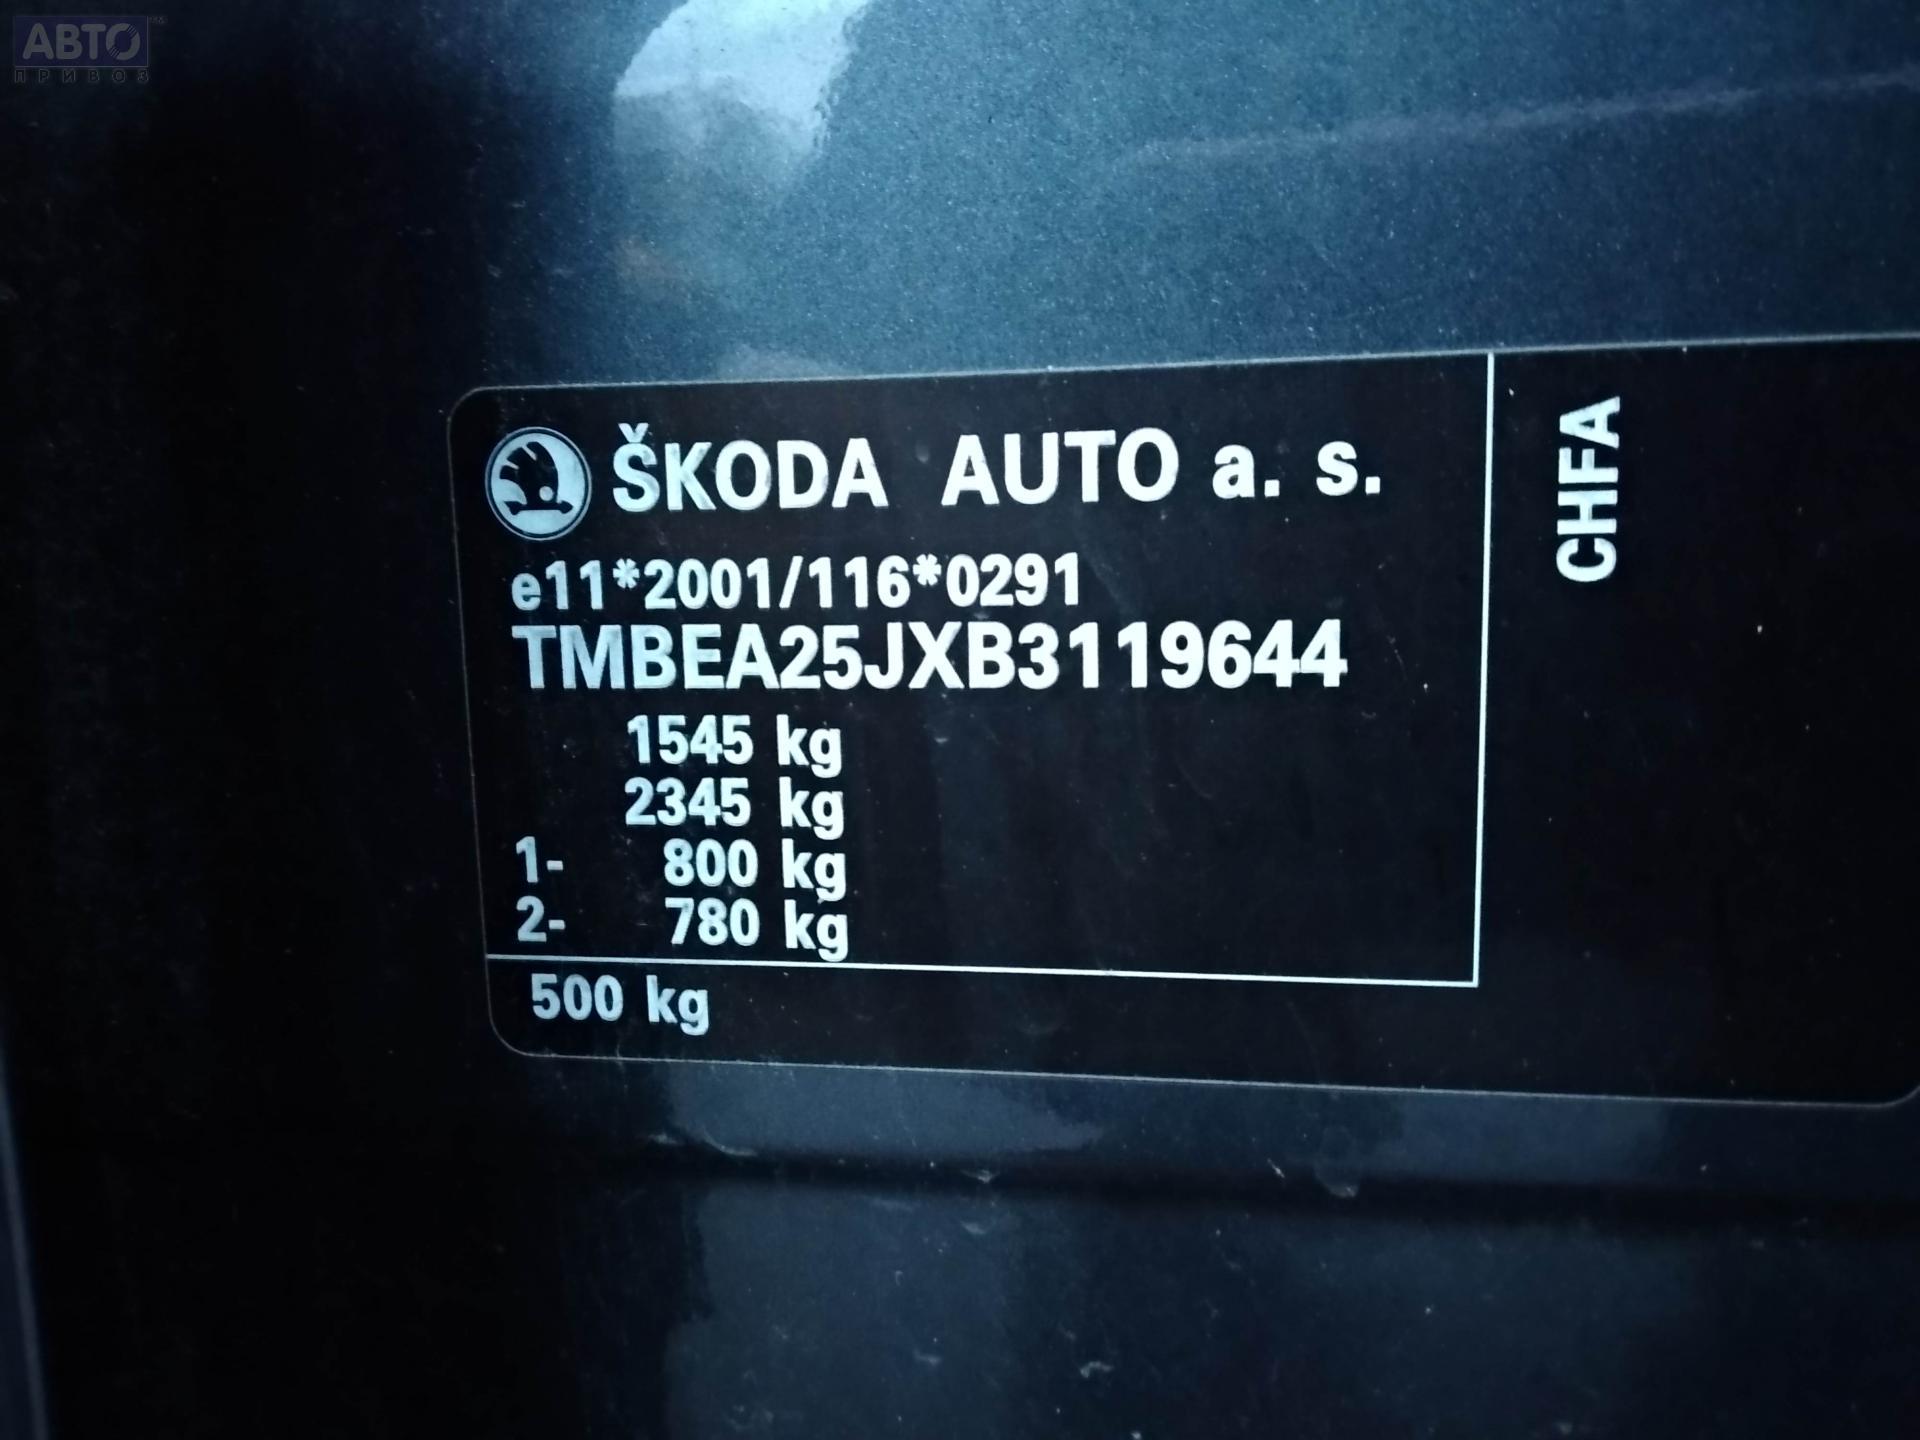 АВТО™
ПРИВОЗ
ŠKODA AUTO a. s.
e11*2001/116*0291
TMBEA25JXB3119644
1545 kg
2345 kg
1- 800 kg
2- 780 kg
500 kg
CHFA